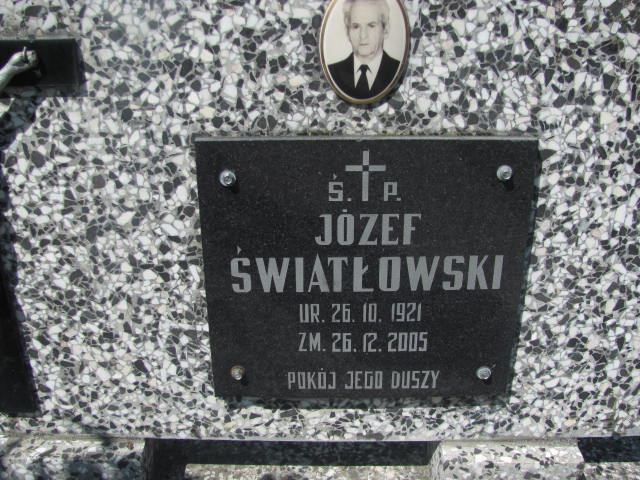 Ś. P.
JÓZEF
ŚWIATŁOWSKI
UR. 26. 10. 1921
ZM. 26. 12. 2005
POKÓJ JEGO DUSZY